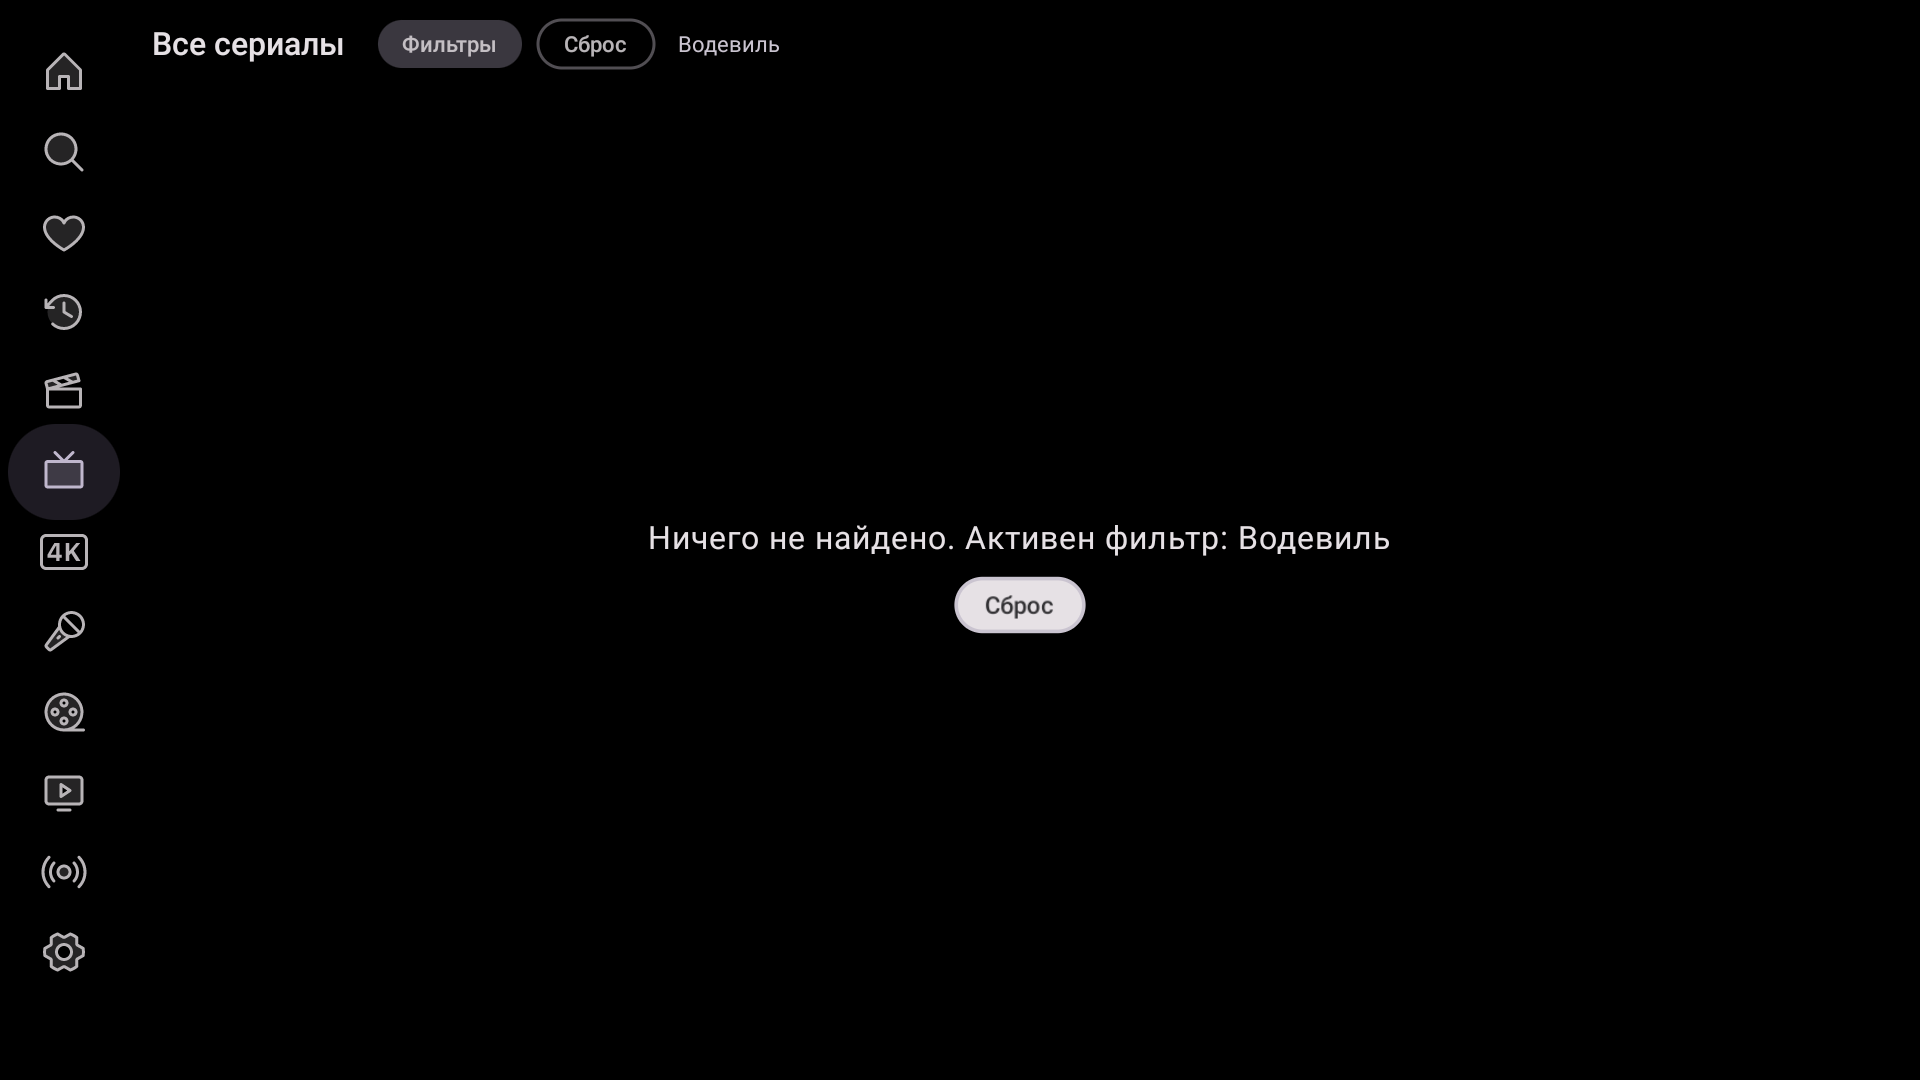 Все сериалы
Фильтры
Сброс
Водевиль
4K
Ничего не найдено. Активен фильтр: Водевиль
Сброс